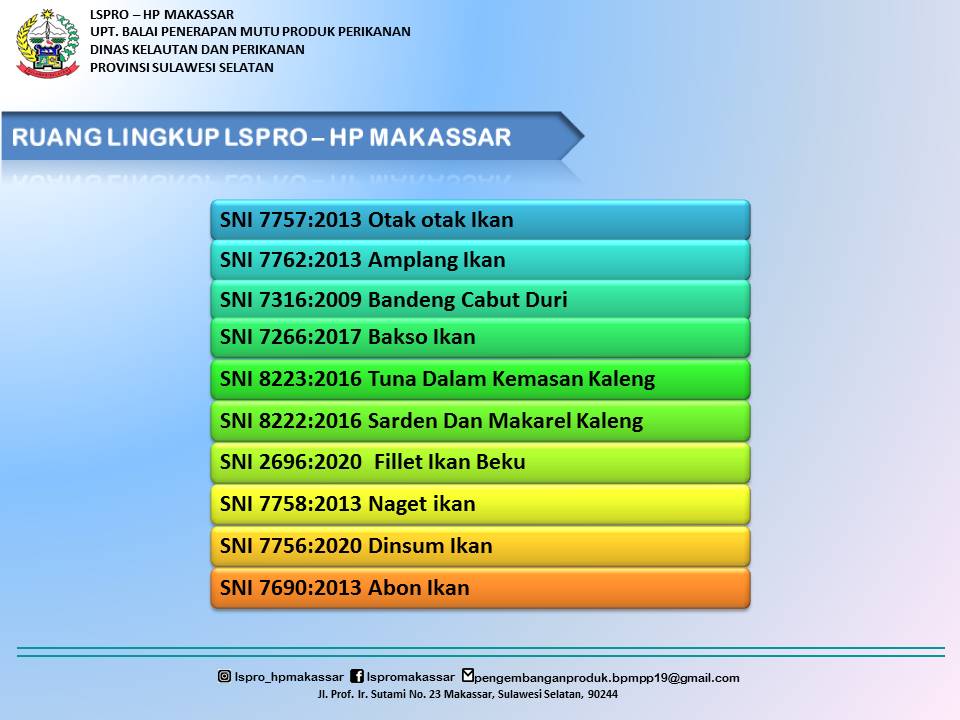 LSPRO – HP MAKASSAR
UPT. BALAI PENERAPAN MUTU PRODUK PERIKANAN
DINAS KELAUTAN DAN PERIKANAN
PROVINSI SULAWESI SELATAN
RUANG LINGKUP LSPRO – HP MAKASSAR
SNI 7757:2013 Otak otak Ikan
SNI 7762:2013 Amplang Ikan
SNI 7316:2009 Bandeng Cabut Duri
SNI 7266:2017 Bakso Ikan
SNI 8223:2016 Tuna Dalam Kemasan Kaleng
SNI 8222:2016 Sarden Dan Makarel Kaleng
SNI 2696:2020 Fillet Ikan Beku
SNI 7758:2013 Naget ikan
SNI 7756:2020 Dinsum Ikan
SNI 7690:2013 Abon Ikan
lspro_hpmakassar lspromakassar pengembanganproduk.bpmpp19@gmail.com
Jl. Prof. Ir. Sutami No. 23 Makassar, Sulawesi Selatan, 90244